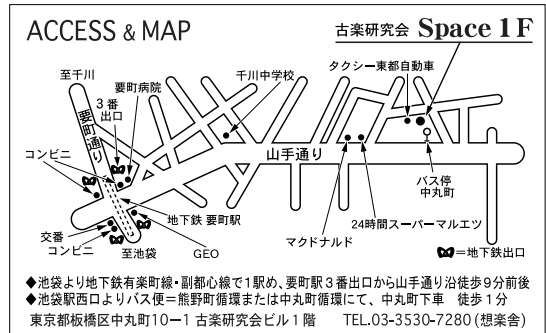 ACCESS & MAP
古楽研究会 Space 1F
タクシー東都自動車
至千川
千川中学校
要町病院
3番
出口
要町通り
コンビニ
山手通り
バス停
中丸町
地下鉄 要町駅
24時間スーパーマルエツ
交番
コンビニ
マクドナルド
至池袋
GEO
=地下鉄出口
◆池袋より地下鉄有楽町線・副都心線で1駅め、要町駅3番出口から山手通り沿徒歩9分前後
◆池袋駅西口よりバス便=熊野町循環または中丸町循環にて、中丸町下車 徒歩1分
東京都板橋区中丸町10ー1 古楽研究会ビル1階 TEL.03-3530-7280 (想楽舎)